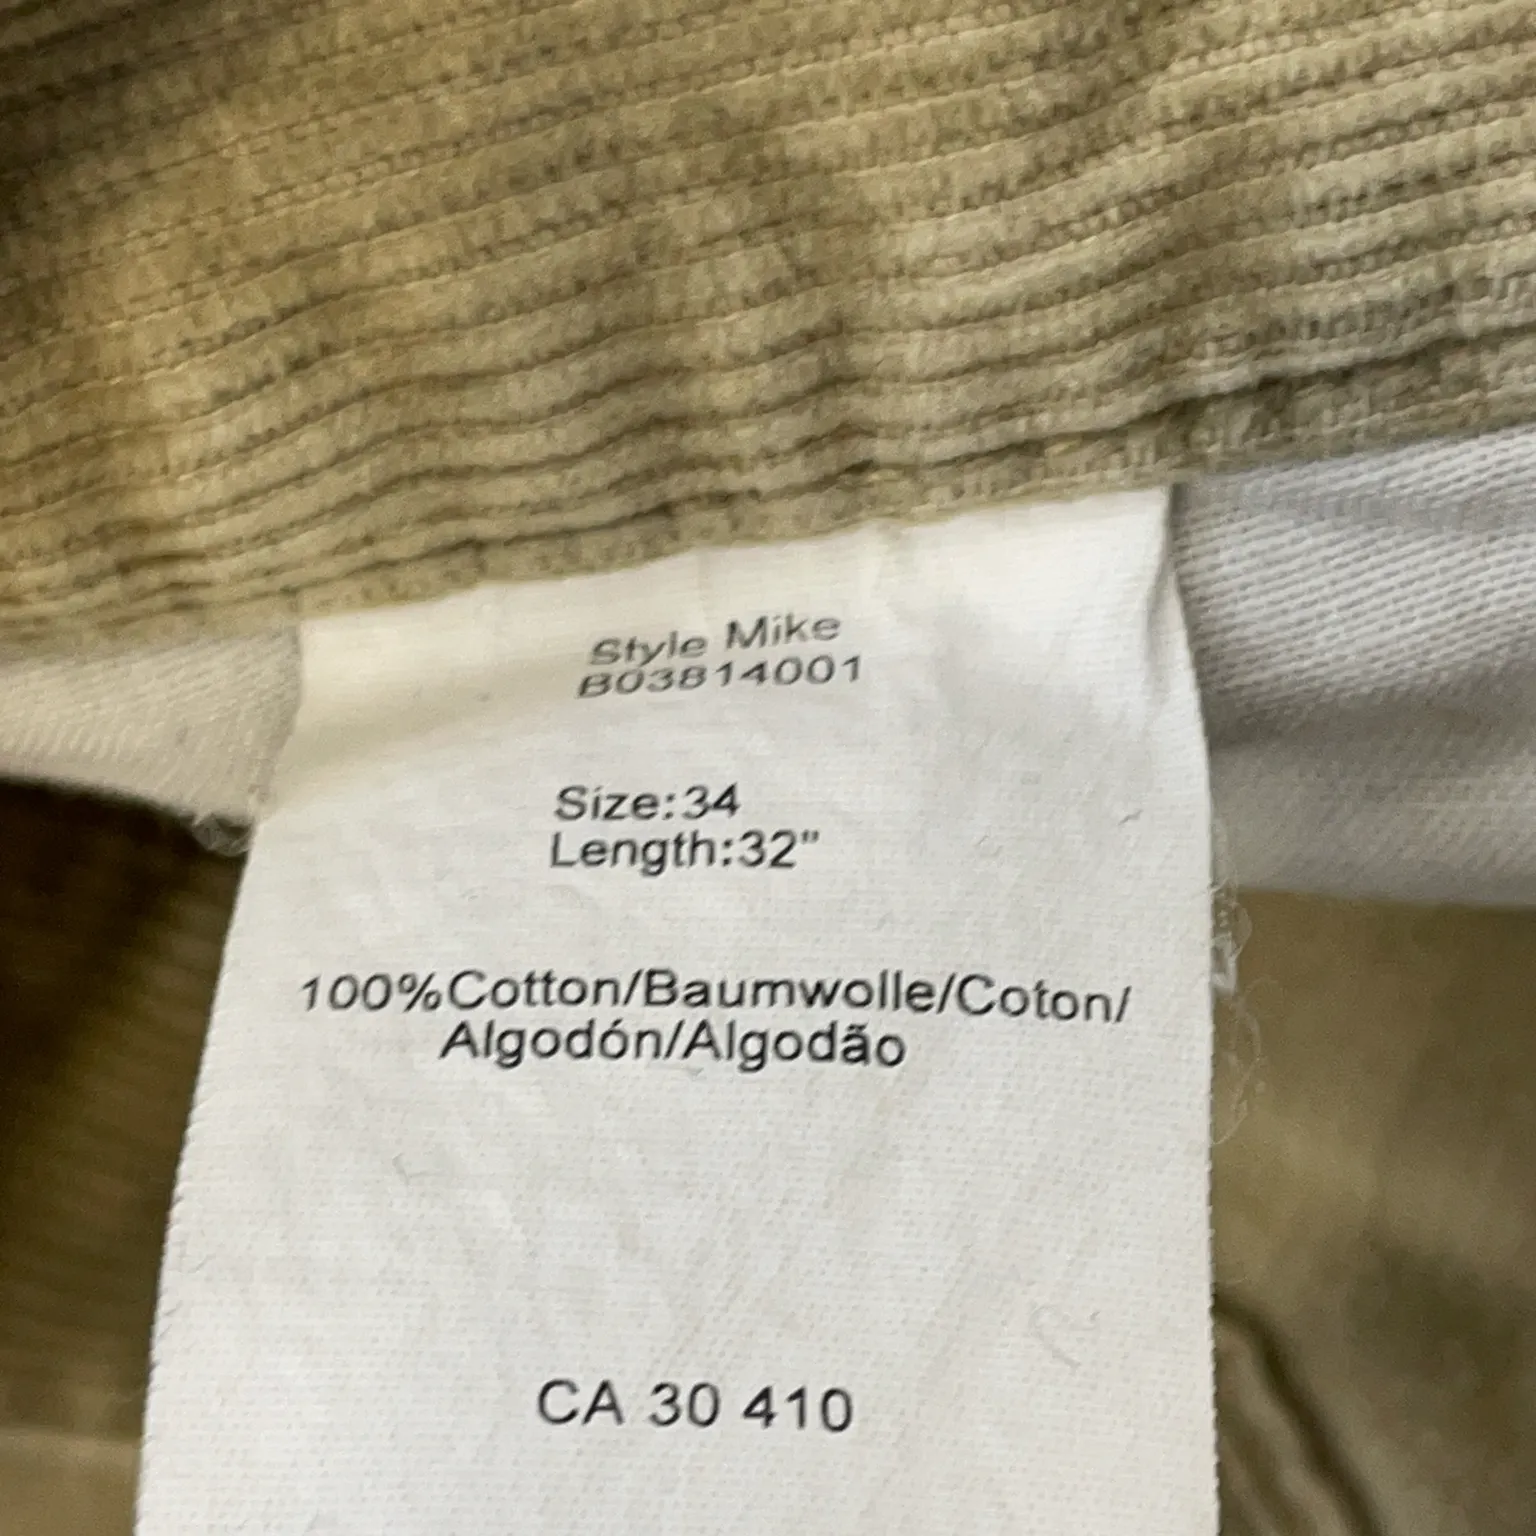 Style Mike
B03814001
Size:34
Length:32"
100%Cotton/Baumwolle/Coton/
Algodón/Algodão
CA 30 410